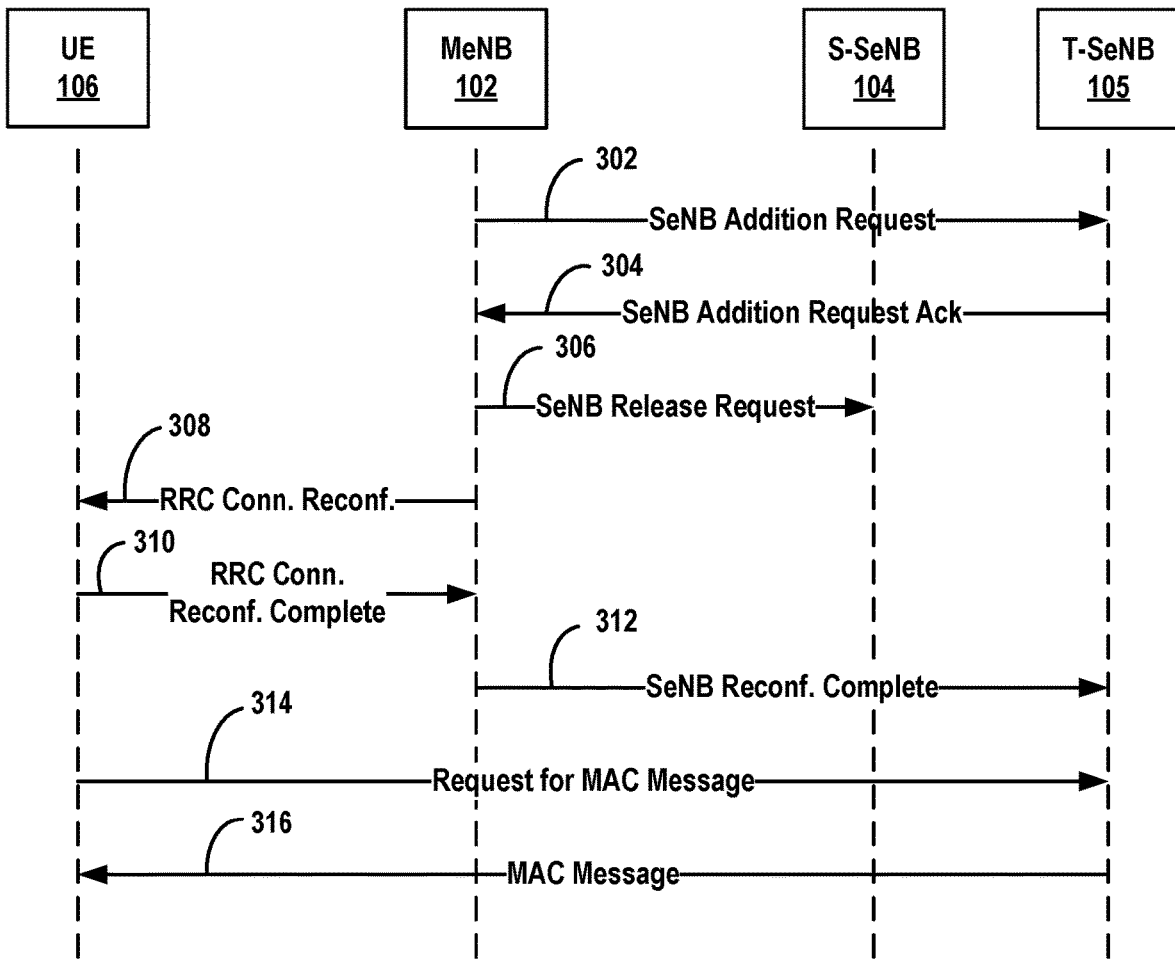 UE
106
MeNB
102
S-SeNB
104
T-SeNB
105
302
SeNB Addition Request
304
SeNB Addition Request Ack
306
SeNB Release Request
308
RRC Conn. Reconf.
310
RRC Conn.
Reconf. Complete
312
SeNB Reconf. Complete
314
Request for MAC Message
316
MAC Message